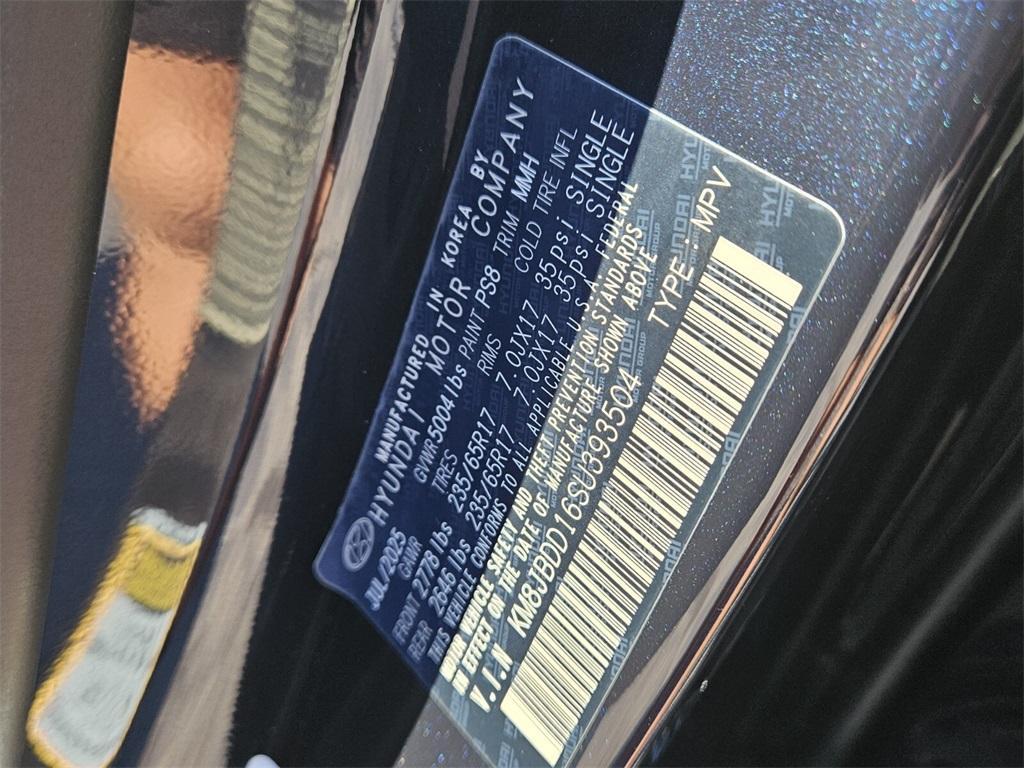 MANUFACTURED IN KOREA BY
HYUNDAI MOTOR COMPANY
JUL/2025 GVWR 5004 lbs PAINT PS8 TRIM MMH
GAWR TIRES RIMS COLD TIRE INFL
FRONT 2778 lbs 235/65R17 7.0JX17 35psi SINGLE
REAR 2646 lbs 235/65R17 7.0JX17 35psi SINGLE
THIS VEHICLE CONFORMS TO ALL APPLICABLE U.S.A FEDERAL
MOTOR VEHICLE SAFETY AND THEFT PREVENTION STANDARDS
IN EFFECT ON THE DATE OF MANUFACTURE SHOWN ABOVE.
V.I.N KM8JBDD16SU393504 TYPE : MPV